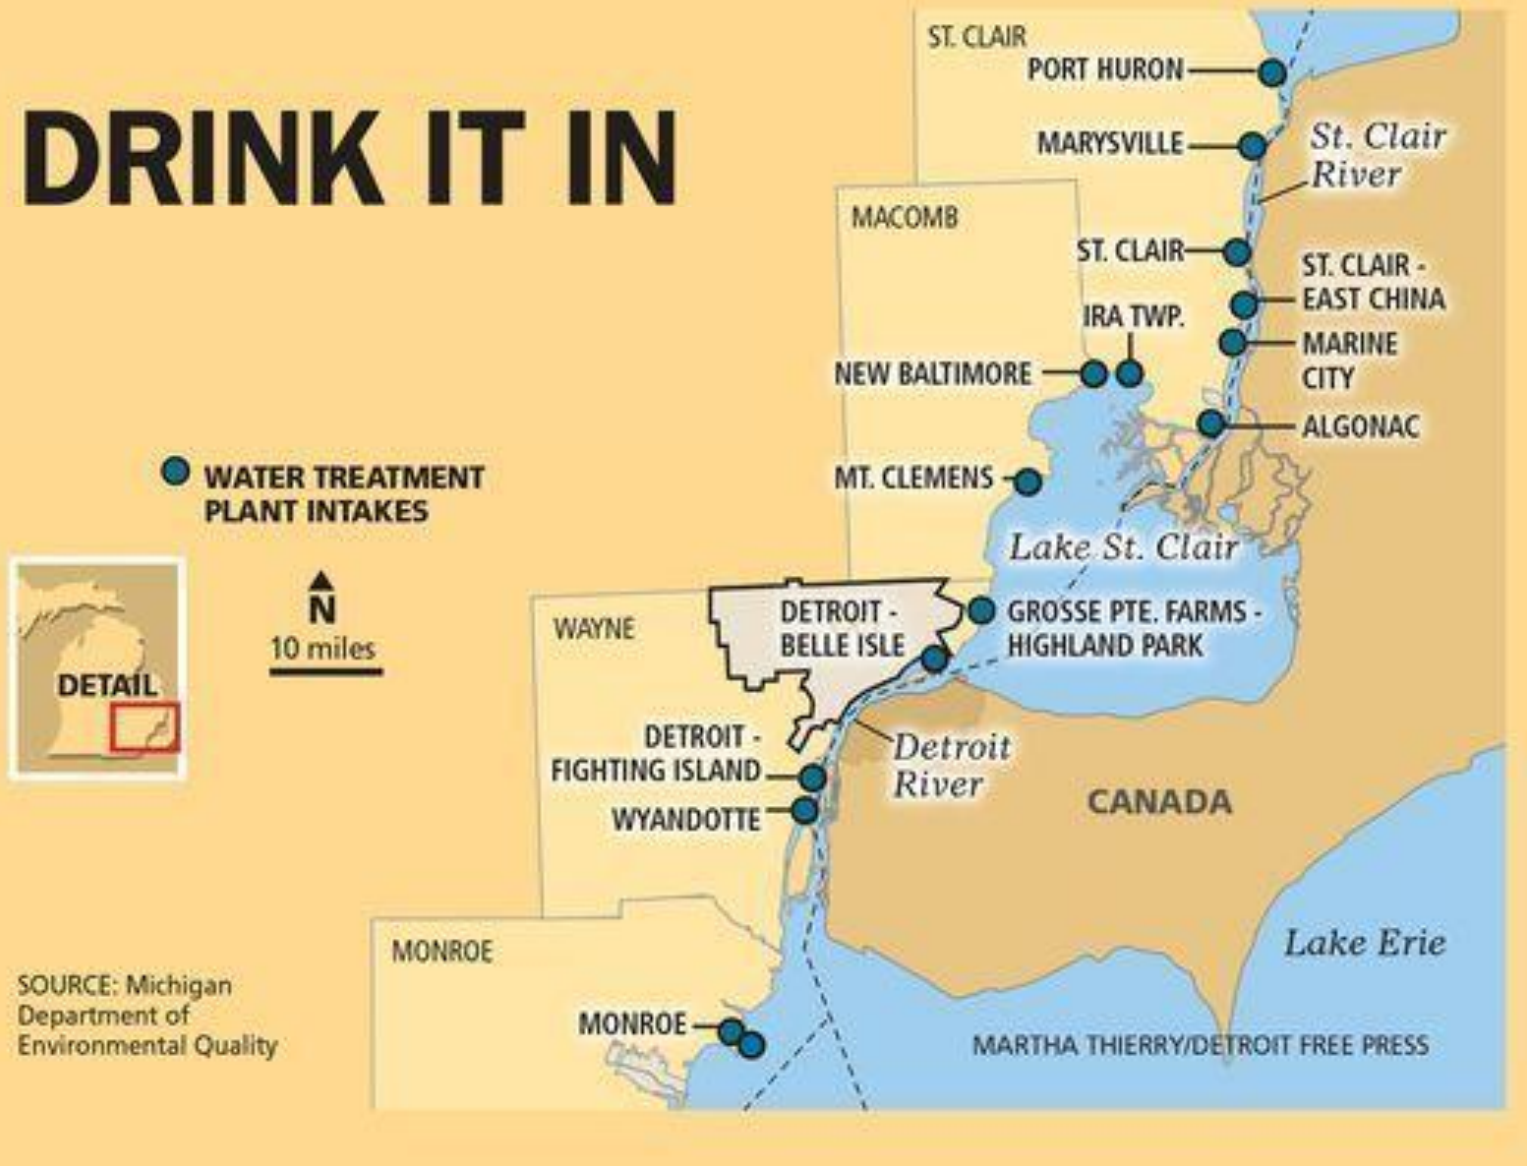 DRINK IT IN
ST. CLAIR
PORT HURON
MARYSVILLE
St. Clair
River
MACOMB
ST. CLAIR
ST. CLAIR -
EAST CHINA
IRA TWP.
MARINE
CITY
NEW BALTIMORE
ALGONAC
MT. CLEMENS
WATER TREATMENT
PLANT INTAKES
Lake St. Clair
N
10 miles
DETAIL
WAYNE
DETROIT -
BELLE ISLE
GROSSE PTE. FARMS -
HIGHLAND PARK
DETROIT -
FIGHTING ISLAND
Detroit
River
WYANDOTTE
CANADA
Lake Erie
MONROE
MONROE
SOURCE: Michigan
Department of
Environmental Quality
MARTHA THIERRY/DETROIT FREE PRESS